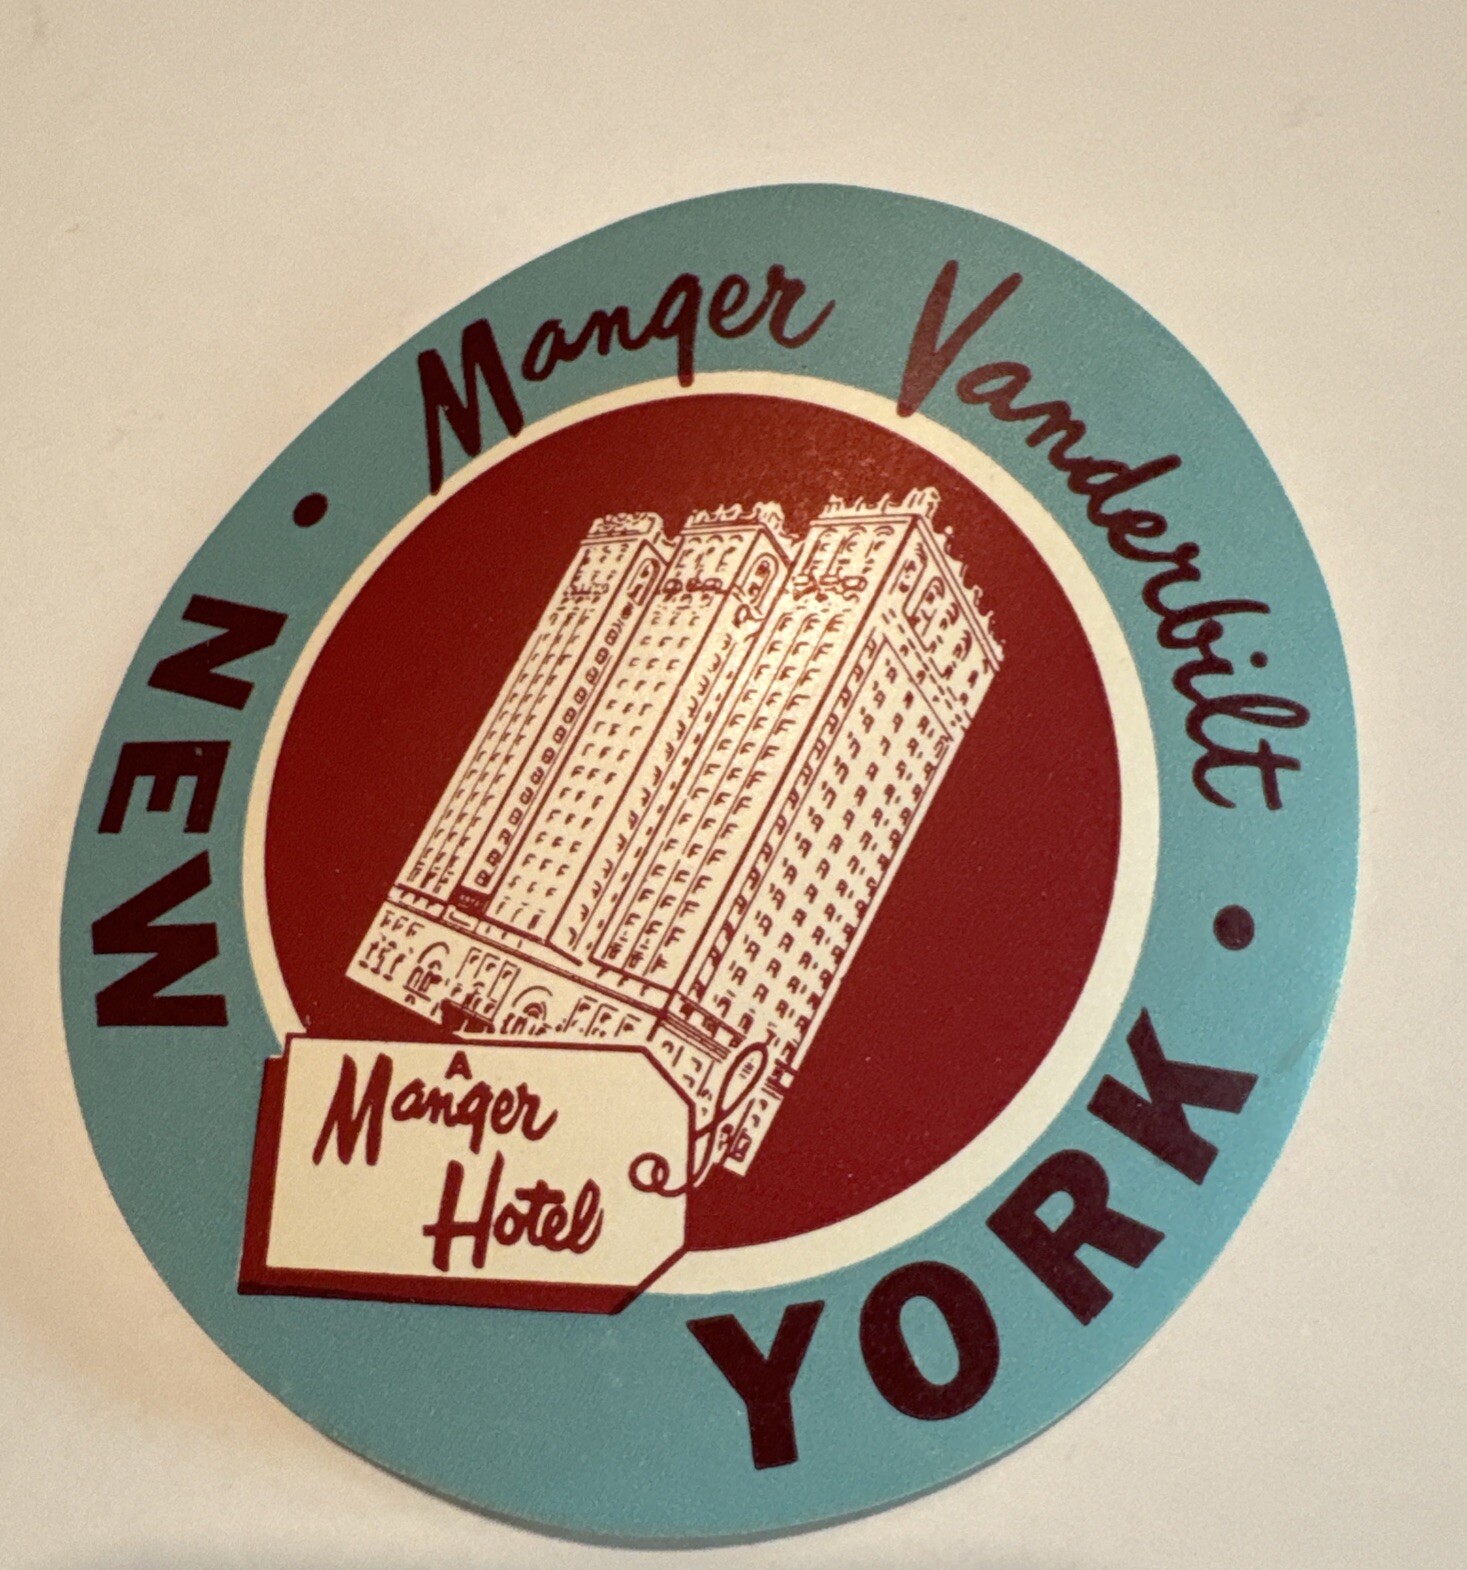 Manger Vanderbilt
NEW YORK
A
Manger
Hotel